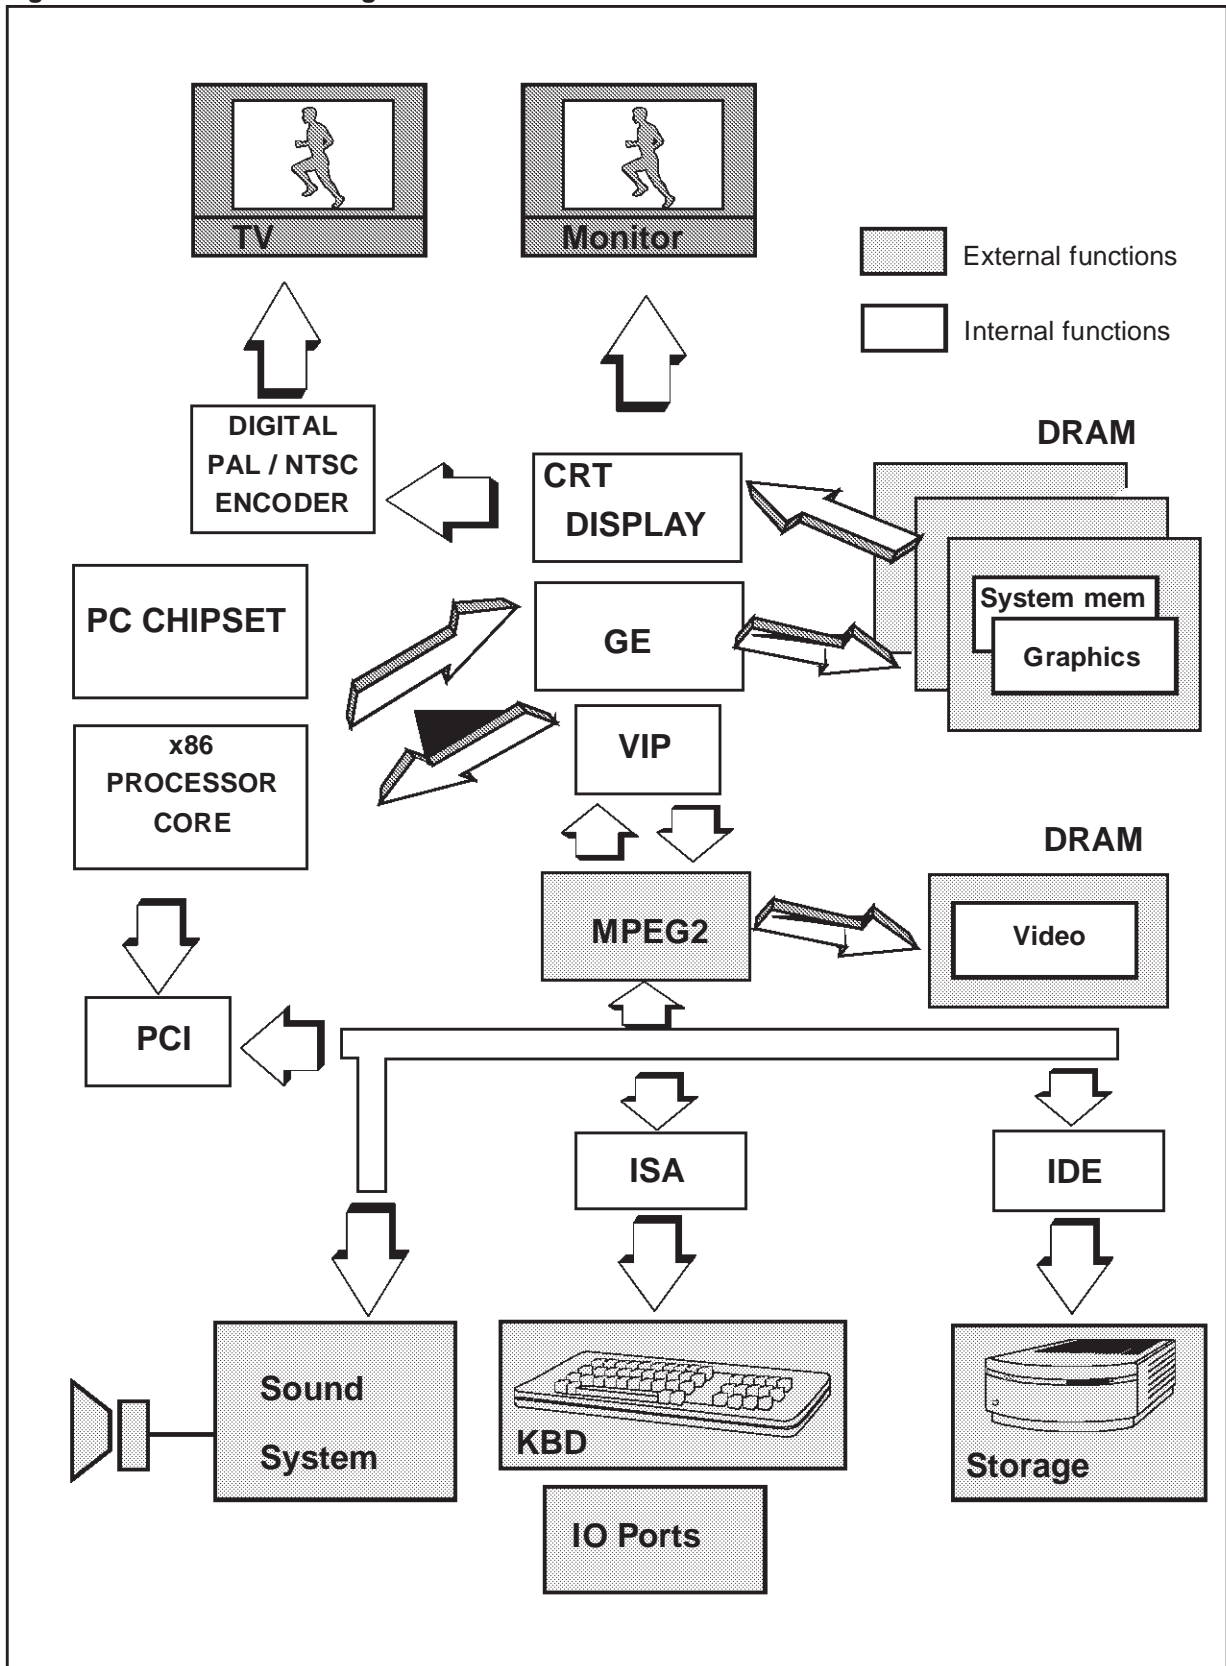 TV
Monitor
External functions
Internal functions
DIGITAL
PAL / NTSC
ENCODER
CRT
DISPLAY
DRAM
PC CHIPSET
GE
System mem
Graphics
x86
PROCESSOR
CORE
VIP
DRAM
MPEG2
Video
PCI
ISA
IDE
Sound
System
KBD
Storage
IO Ports